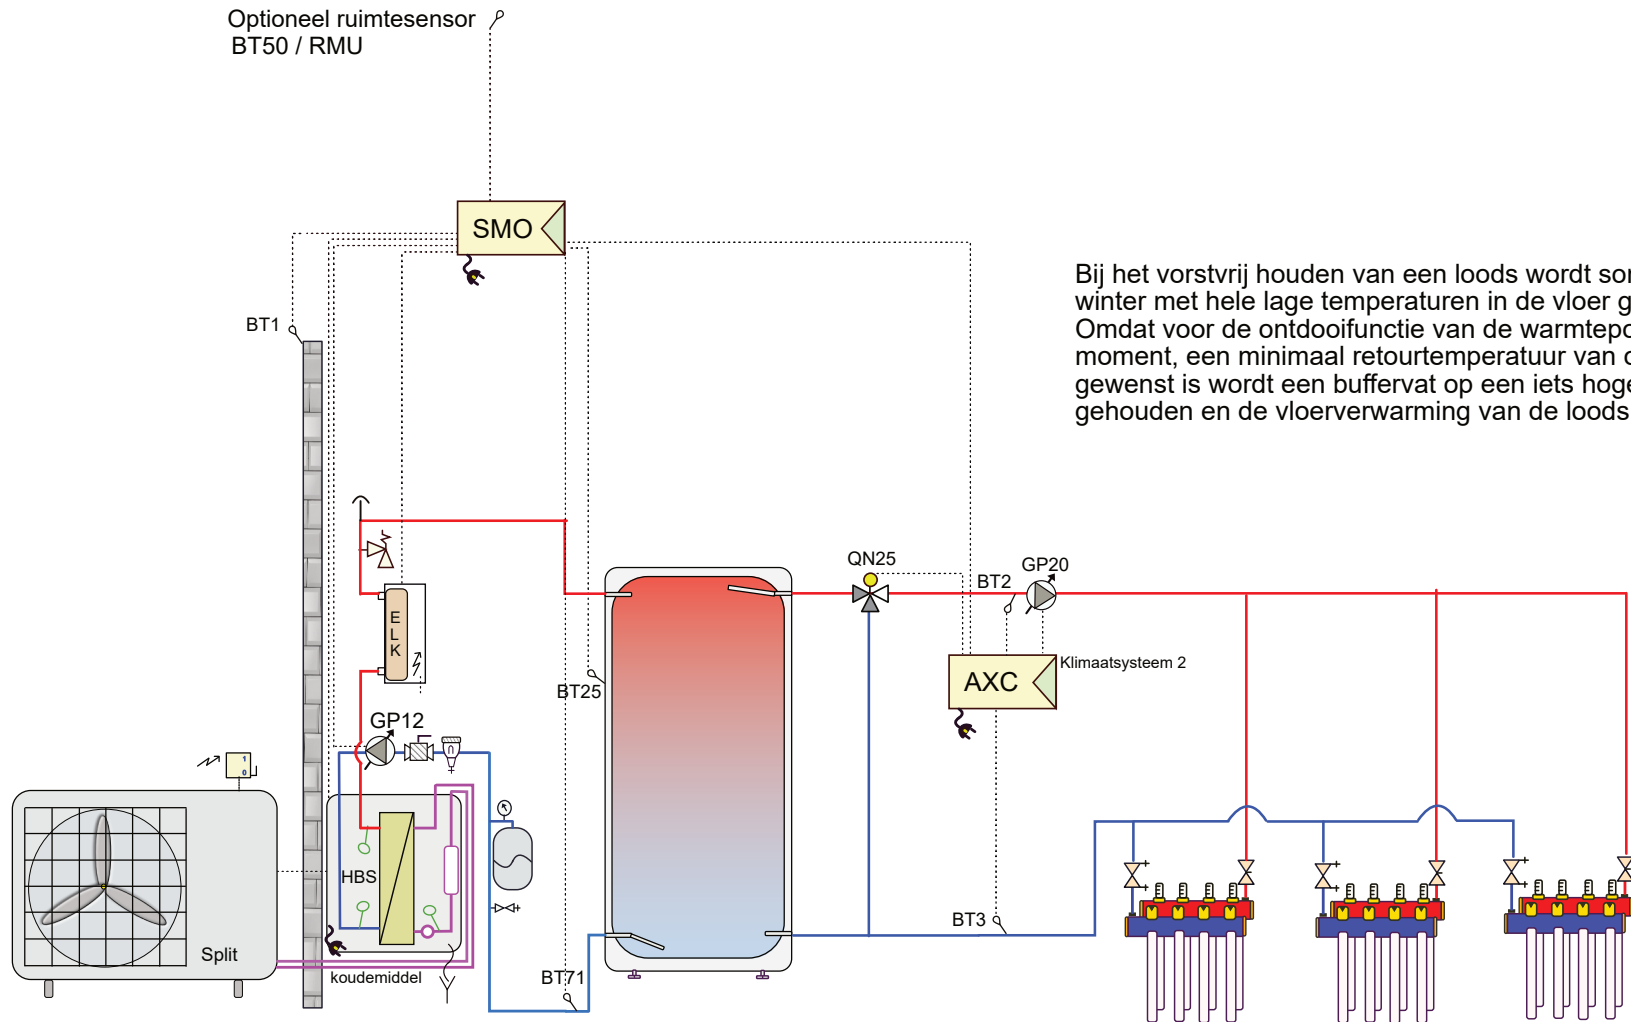 Optioneel ruimtesensor
BT50 / RMU
SMO
BT1
Bij het vorstvrij houden van een loods wordt
winter met hele lage temperaturen in de vloer
Omdat voor de ontdooifunctie van de
moment, een minimaal retourtemperatuur van
gewenst is wordt een buffervat op een iets
gehouden en de vloerverwarming van de loods
QN25
BT2
GP20
E
L
K
BT25
AXC
Klimaatsysteem 2
GP12
1
0
HBS
Split
koudemiddel
BT71
BT3